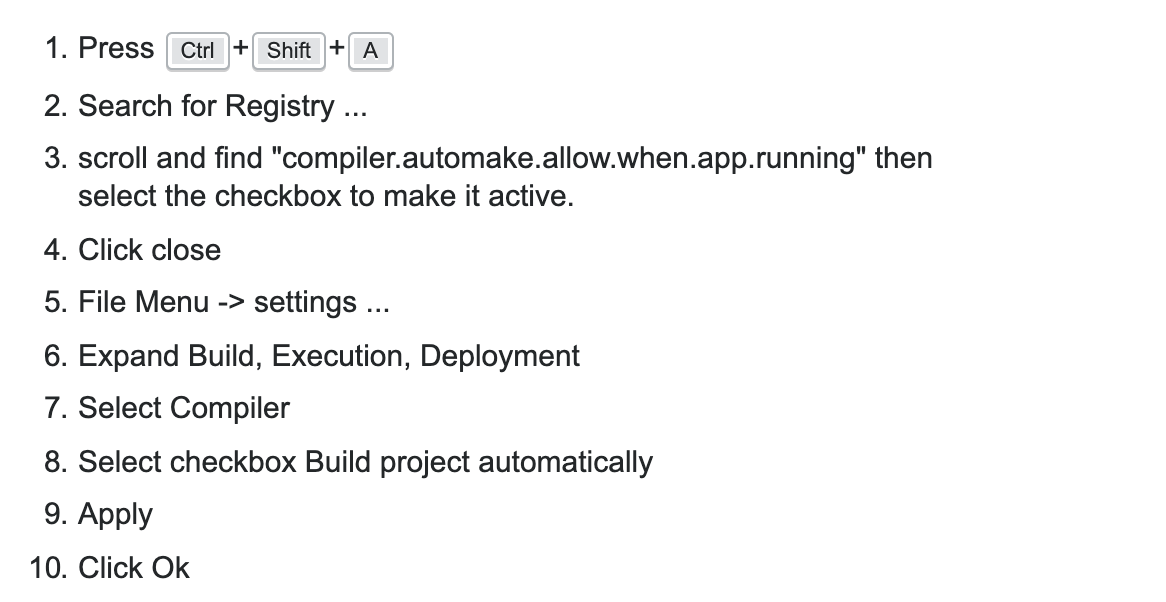 1. Press Ctrl+Shift+A
2. Search for Registry ...
3. scroll and find "compiler.automake.allow.when.app.running" then
select the checkbox to make it active.
4. Click close
5. File Menu -> settings ...
6. Expand Build, Execution, Deployment
7. Select Compiler
8. Select checkbox Build project automatically
9. Apply
10. Click Ok